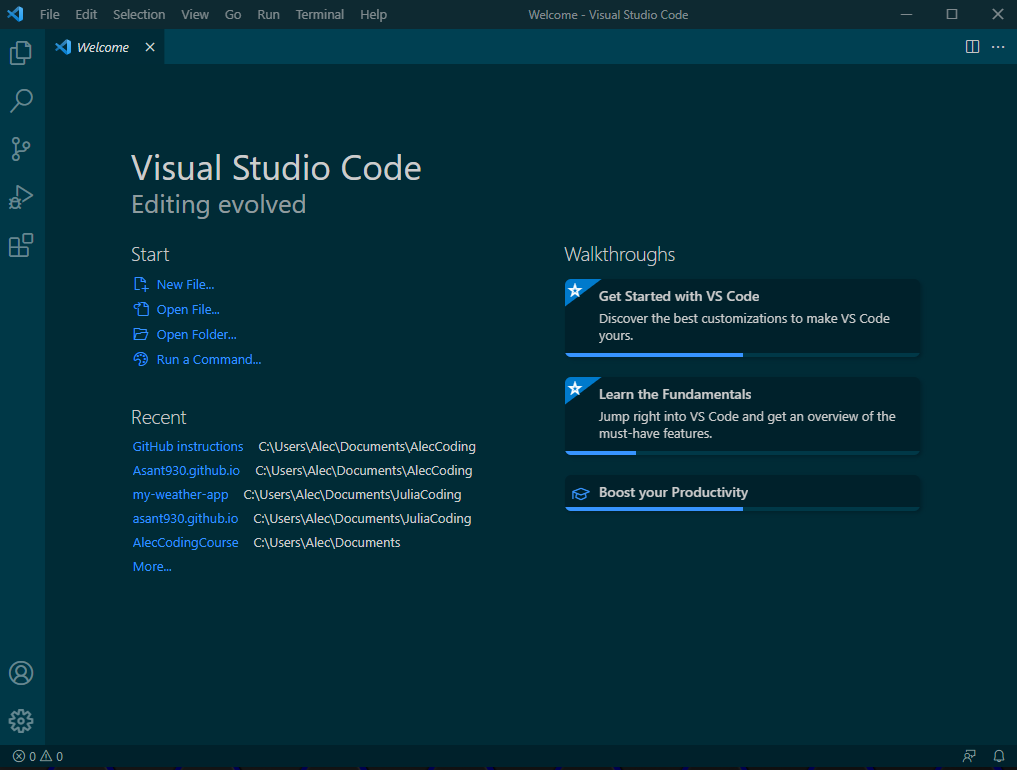 File Edit Selection View Go Run Terminal Help Welcome - Visual Studio Code
Welcome
Visual Studio Code
Editing evolved
Start
New File...
Open File...
Open Folder...
Run a Command...
Recent
GitHub instructions C:\Users\Alec\Documents\AlecCoding
Asant930.github.io C:\Users\Alec\Documents\AlecCoding
my-weather-app C:\Users\Alec\Documents\JuliaCoding
asant930.github.io C:\Users\Alec\Documents\JuliaCoding
AlecCodingCourse C:\Users\Alec\Documents
More...
Walkthroughs
Get Started with VS Code
Discover the best customizations to make VS Code
yours.
Learn the Fundamentals
Jump right into VS Code and get an overview of the
must-have features.
Boost your Productivity
0 0